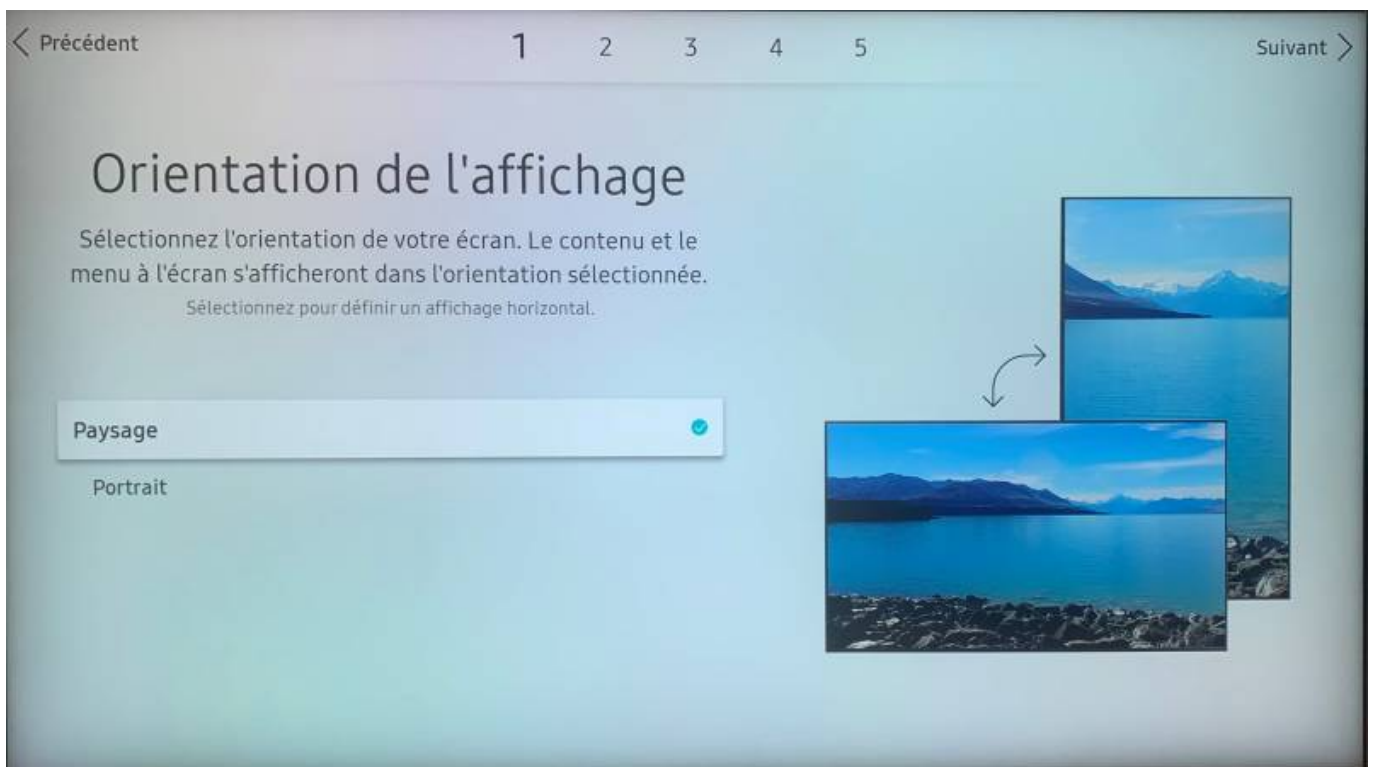 Précédent
1 2 3 4 5
Suivant
Orientation de l'affichage
Sélectionnez l'orientation de votre écran. Le contenu et le
menu à l'écran s'afficheront dans l'orientation sélectionnée.
Sélectionnez pour définir un affichage horizontal.
Paysage
Portrait